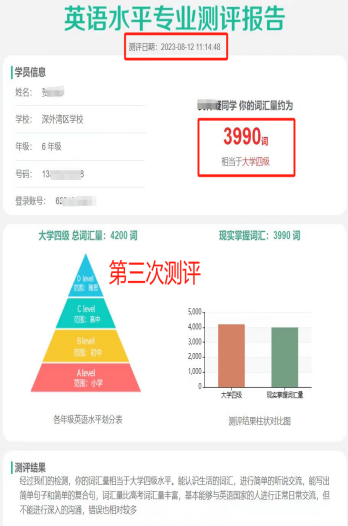 英语水平专业测评报告
测评日期：2023-08-12 11:14:48
学员信息
姓名：
学校：深外湾区学校
年级：6 年级
号码：
登录账号：
同学 你的词汇量约为
3990词
相当于大学四级
大学四级 总词汇量：4200 词
现实掌握词汇：3990 词
第三次测评
D level
C level
范围：高中
B level
范围：初中
A level
范围：小学
各年级英语水平划分表
5,000
4,000
3,000
2,000
1,000
0
大学四级
现实掌握词汇量
测评结果柱状对比图
测评结果
经过我们的检测，你的词汇量相当于大学四级水平。能认识生活的词汇，进行简单的听说交流，能写出
简单句子和简单的复合句，词汇量比高考词汇量丰富，基本能够与英语国家的人进行正常日常交流，但
不能进行深入的沟通，错误也相对较多